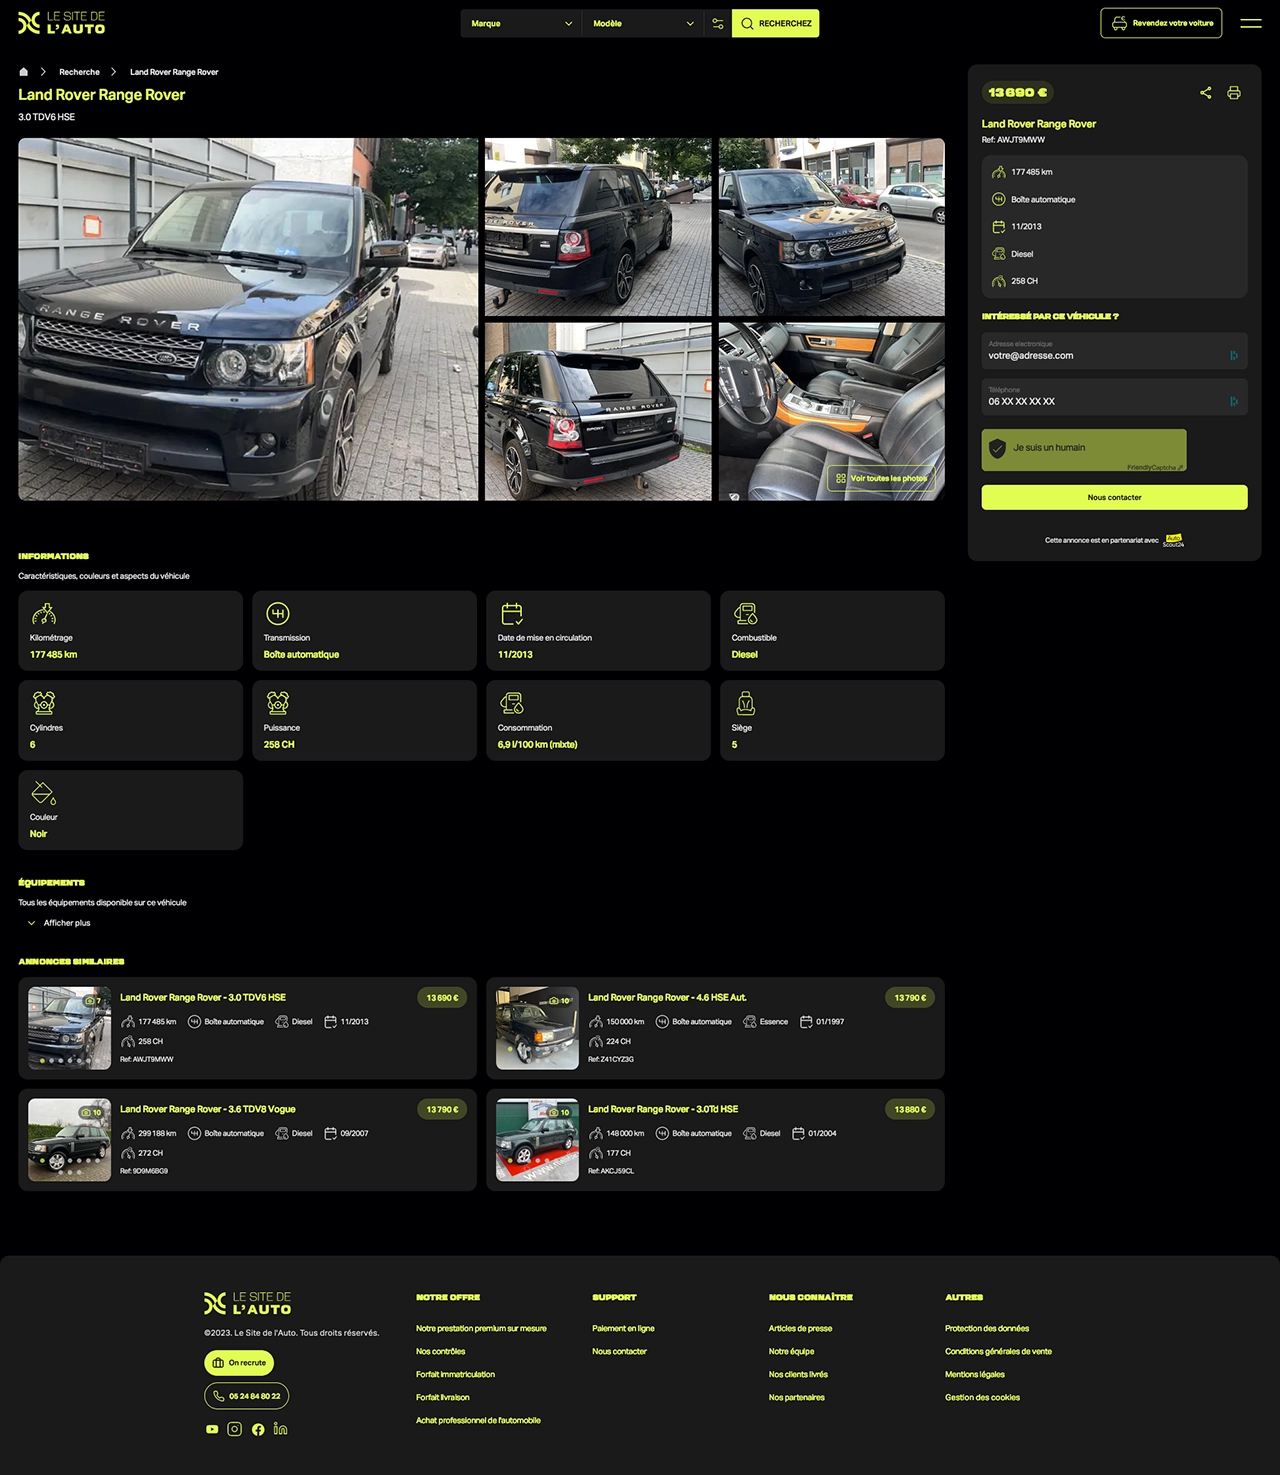 LE SITE DE
L'AUTO
Marque
Modèle
RECHERCHEZ
Revendez votre voiture
Recherche
Land Rover Range Rover
Land Rover Range Rover
3.0 TDV6 HSE
RANGE ROVER
RANGE ROVER
SPORT
Voir toutes les photos
13 690 €
Land Rover Range Rover
Ref: AWJT9MWW
177 485 km
Boîte automatique
11/2013
Diesel
258 CH
INTÉRESSÉ PAR CE VÉHICULE ?
Adresse electronique
votre@adresse.com
Téléphone
06 XX XX XX XX
Je suis un humain
FriendlyCaptcha ⇗
Nous contacter
Cette annonce est en partenariat avec
Auto
Scout24
INFORMATIONS
Caractéristiques, couleurs et aspects du véhicule
Kilométrage
177 485 km
Transmission
Boîte automatique
Date de mise en circulation
11/2013
Combustible
Diesel
Cylindres
6
Puissance
258 CH
Consommation
6,9 l/100 km (mixte)
Siège
5
Couleur
Noir
ÉQUIPEMENTS
Tous les équipements disponible sur ce véhicule
Afficher plus
ANNONCES SIMILAIRES
7
Land Rover Range Rover - 3.0 TDV6 HSE
13 690 €
177 485 km
Boîte automatique
Diesel
11/2013
258 CH
Ref: AWJT9MWW
10
Land Rover Range Rover - 4.6 HSE Aut.
13 790 €
150 000 km
Boîte automatique
Essence
01/1997
224 CH
Ref: Z41CYZ3G
10
Land Rover Range Rover - 3.6 TDV8 Vogue
13 790 €
299 188 km
Boîte automatique
Diesel
09/2007
272 CH
Ref: 9D9M6BG9
10
Land Rover Range Rover - 3.0Td HSE
13 880 €
148 000 km
Boîte automatique
Diesel
01/2004
177 CH
Ref: AKCJ59CL
LE SITE DE
L'AUTO
©2023. Le Site de l'Auto. Tous droits réservés.
On recrute
05 24 84 80 22
NOTRE OFFRE
Notre prestation premium sur mesure
Nos contrôles
Forfait immatriculation
Forfait livraison
Achat professionnel de l'automobile
SUPPORT
Paiement en ligne
Nous contacter
NOUS CONNAÎTRE
Articles de presse
Notre équipe
Nos clients livrés
Nos partenaires
AUTRES
Protection des données
Conditions générales de vente
Mentions légales
Gestion des cookies